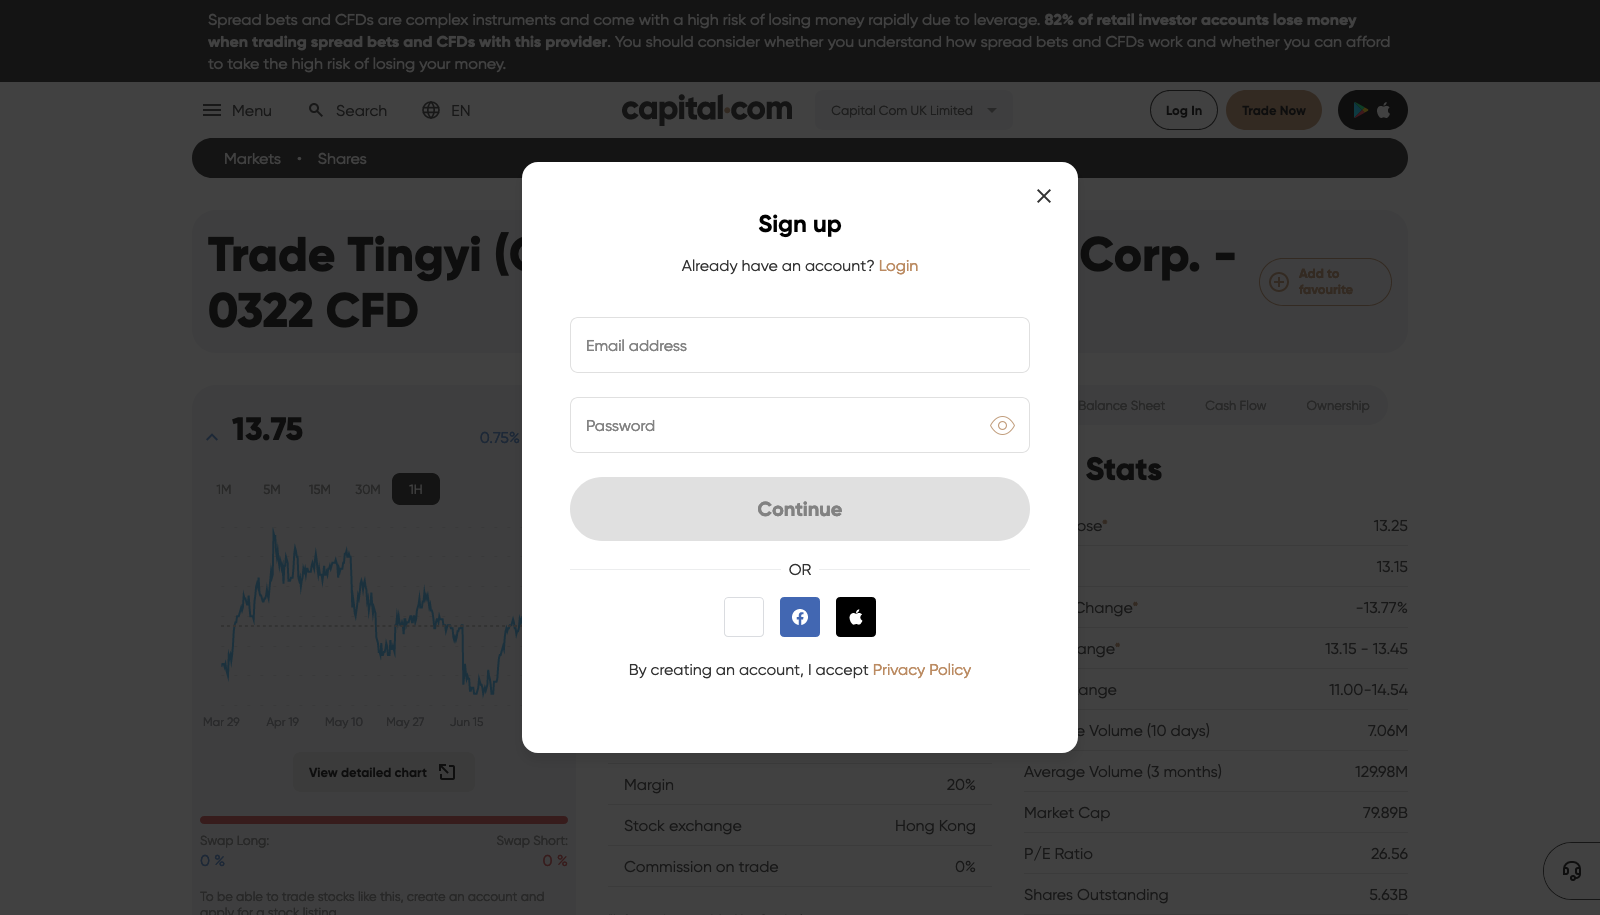 Spread bets and CFDs are complex instruments and come with a high risk of losing money rapidly due to leverage. 82% of retail investor accounts lose money
when trading spread bets and CFDs with this provider. You should consider whether you understand how spread bets and CFDs work and whether you can afford
to take the high risk of losing your money.
Menu Search EN capital.com Capital Com UK Limited Log In Trade Now
Markets • Shares
Sign up
Already have an account? Login
Email address
Password
Continue
OR
By creating an account, I accept Privacy Policy
Trade Tingyi ( Corp. -
0322 CFD
Add to
favourite
13.75
0.75%
1M 5M 15M 30M 1H
Mar 29 Apr 19 May 10 May 27 Jun 15
View detailed chart
Swap Long: Swap Short:
0 % 0 %
To be able to trade stocks like this, create an account and
apply for a stock listing
Margin 20%
Stock exchange Hong Kong
Commission on trade 0%
Balance Sheet Cash Flow Ownership
Stats
13.25
13.15
Change* -13.77%
13.15 - 13.45
11.00-14.54
Volume (10 days) 7.06M
Average Volume (3 months) 129.98M
Market Cap 79.89B
P/E Ratio 26.56
Shares Outstanding 5.63B